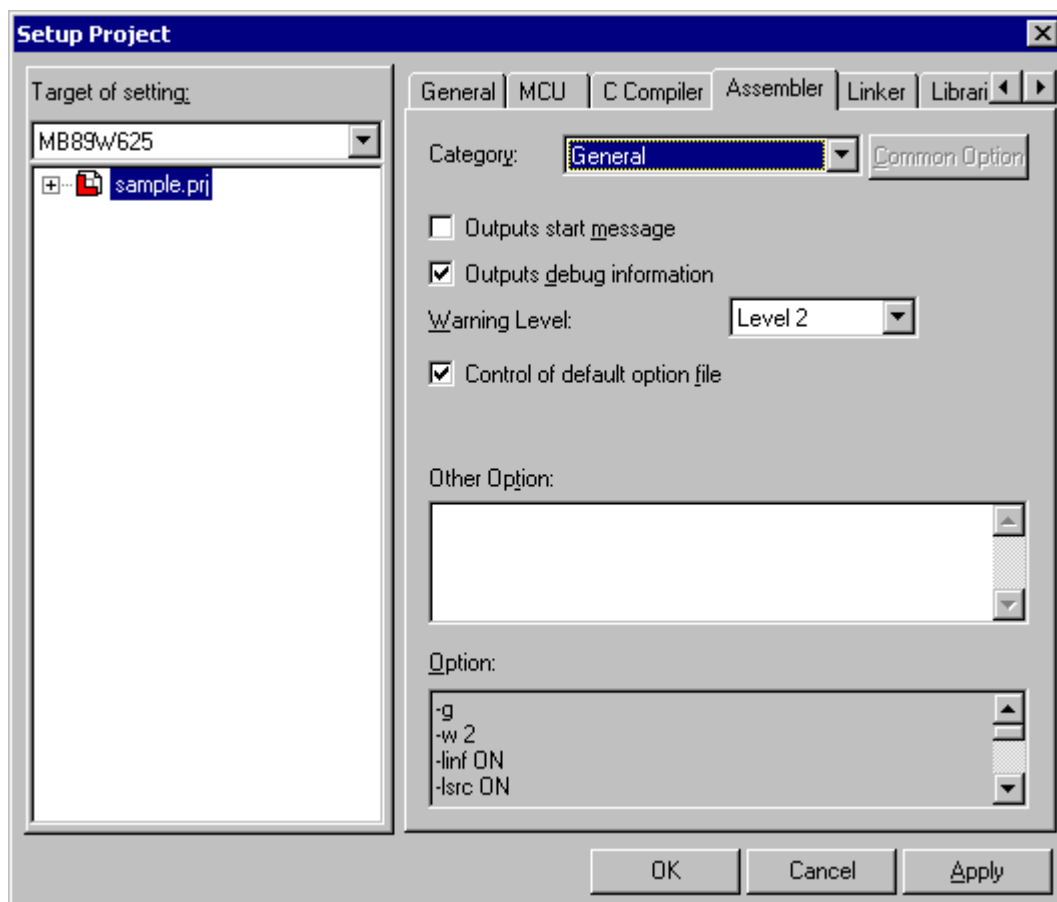 Setup Project
Target of setting:
MB89W625
sample.prj
General MCU C Compiler Assembler Linker Librari
Category: General Common Option
Outputs start message
Outputs debug information
Warning Level: Level 2
Control of default option file
Other Option:
Option:
-g
-w 2
-linf ON
-lsrc ON
OK Cancel Apply